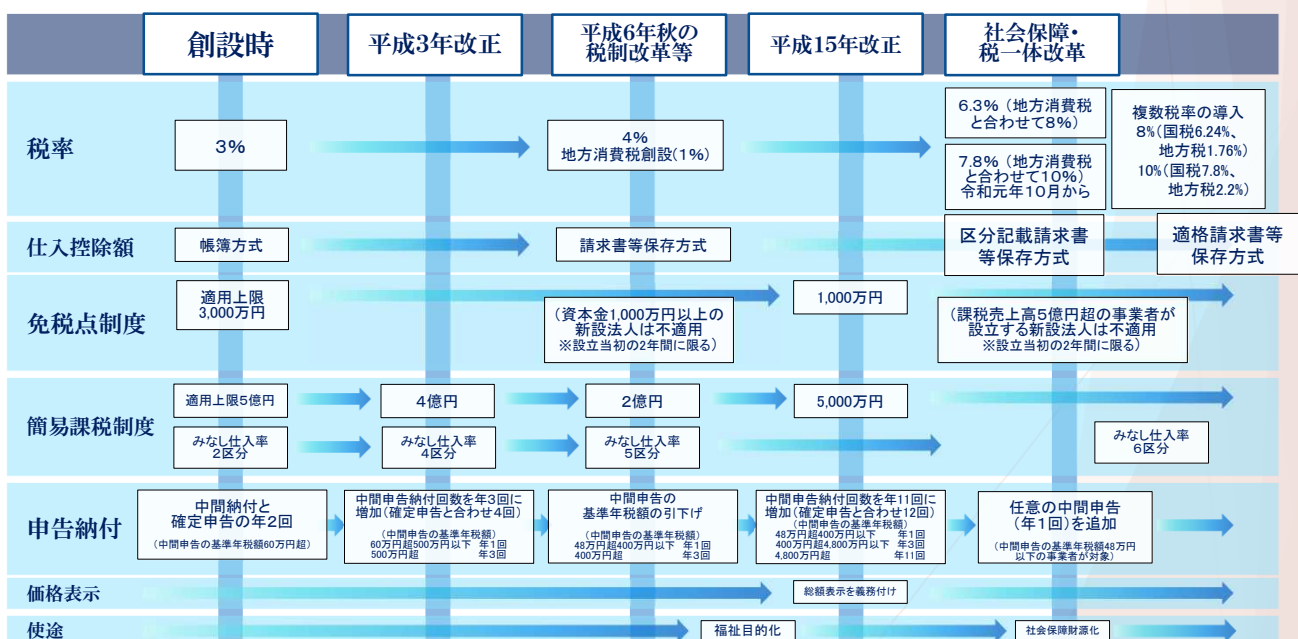 創設時
平成3年改正
平成6年秋の
税制改革等
平成15年改正
社会保障・
税一体改革
税率
3%
4%
地方消費税創設(1%)
6.3% (地方消費税
と合わせて8%)
7.8% (地方消費税
と合わせて10%)
令和元年10月から
複数税率の導入
8%(国税6.24%、
地方税1.76%)
10%(国税7.8%、
地方税2.2%)
仕入控除額
帳簿方式
請求書等保存方式
区分記載請求書
等保存方式
適格請求書等
保存方式
免税点制度
適用上限
3,000万円
(資本金1,000万円以上の
新設法人は不適用
※設立当初の2年間に限る)
1,000万円
(課税売上高5億円超の事業者が
設立する新設法人は不適用
※設立当初の2年間に限る)
簡易課税制度
適用上限5億円
4億円
2億円
5,000万円
みなし仕入率
2区分
みなし仕入率
4区分
みなし仕入率
5区分
みなし仕入率
6区分
申告納付
中間納付と
確定申告の年2回
(中間申告の基準年税額60万円超)
中間申告納付回数を年3回に
増加(確定申告と合わせ4回)
(中間申告の基準年税額)
60万円超500万円以下 年1回
500万円超 年3回
中間申告の
基準年税額の引下げ
(中間申告の基準年税額)
48万円超400万円以下 年1回
400万円超 年3回
中間申告納付回数を年11回に
増加(確定申告と合わせ12回)
(中間申告の基準年税額)
48万円超400万円以下 年1回
400万円超4,800万円以下 年3回
4,800万円超 年11回
任意の中間申告
(年1回)を追加
(中間申告の基準年税額48万円
以下の事業者が対象)
価格表示
総額表示を義務付け
使途
福祉目的化
社会保障財源化